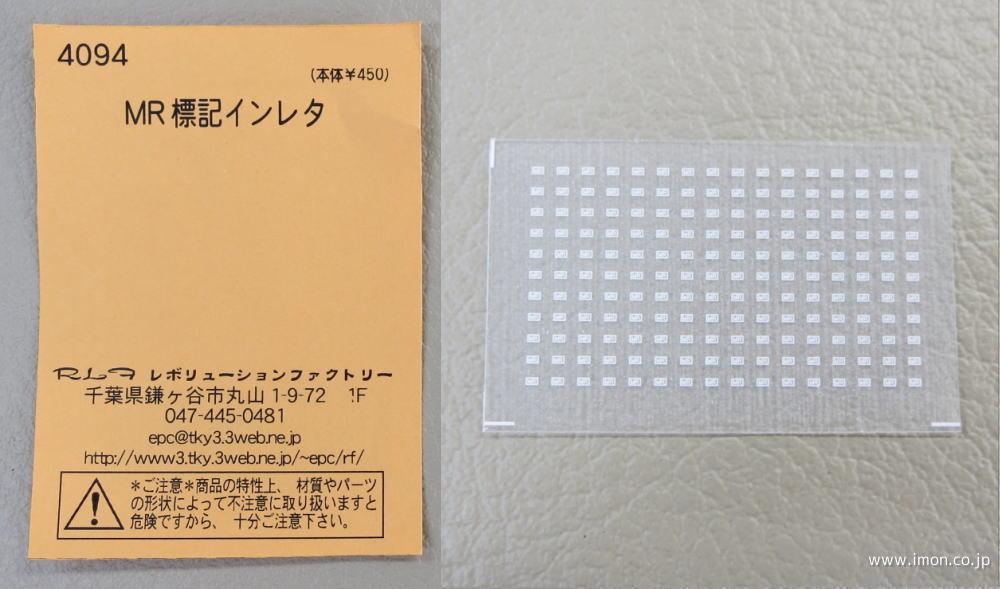 4094
(本体¥450)
MR標記インレタ
RLF レボリューションファクトリー
千葉県鎌ヶ谷市丸山1-9-72 1F
047-445-0481
epc@tky3.3web.ne.jp
http://www3.tky.3web.ne.jp/~epc/rf/
*ご注意*商品の特性上、材質やパーツ
の形状によって不注意に取り扱いますと
危険ですから、十分ご注意下さい。
www.imon.co.jp